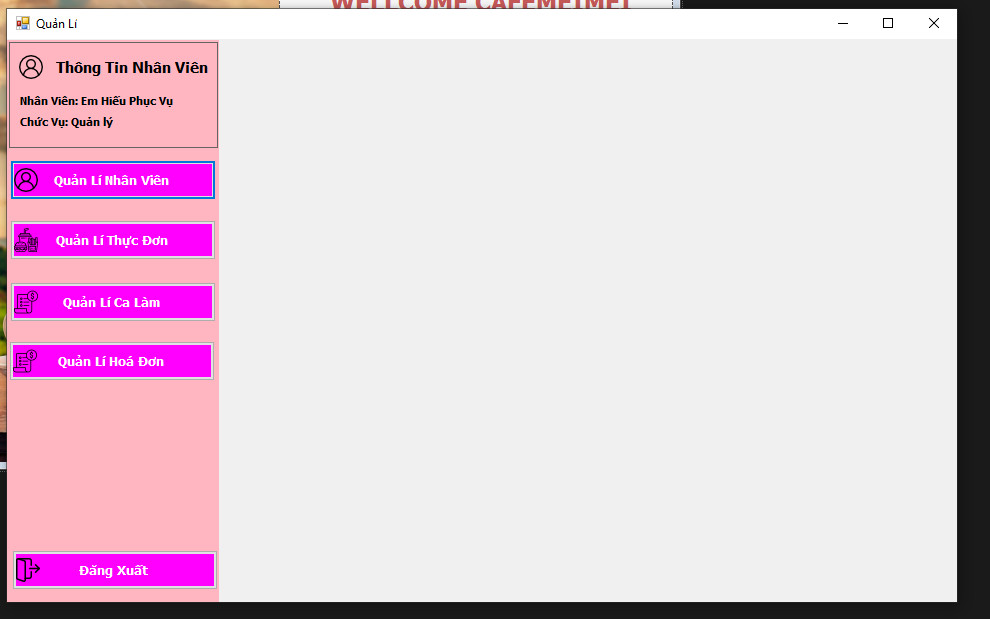 WELLCOME CAFEMEIMEI
Quản Lí
Thông Tin Nhân Viên
Nhân Viên: Em Hiếu Phục Vụ
Chức Vụ: Quản lý
Quản Lí Nhân Viên
Quản Lí Thực Đơn
Quản Lí Ca Làm
Quản Lí Hoá Đơn
Đăng Xuất